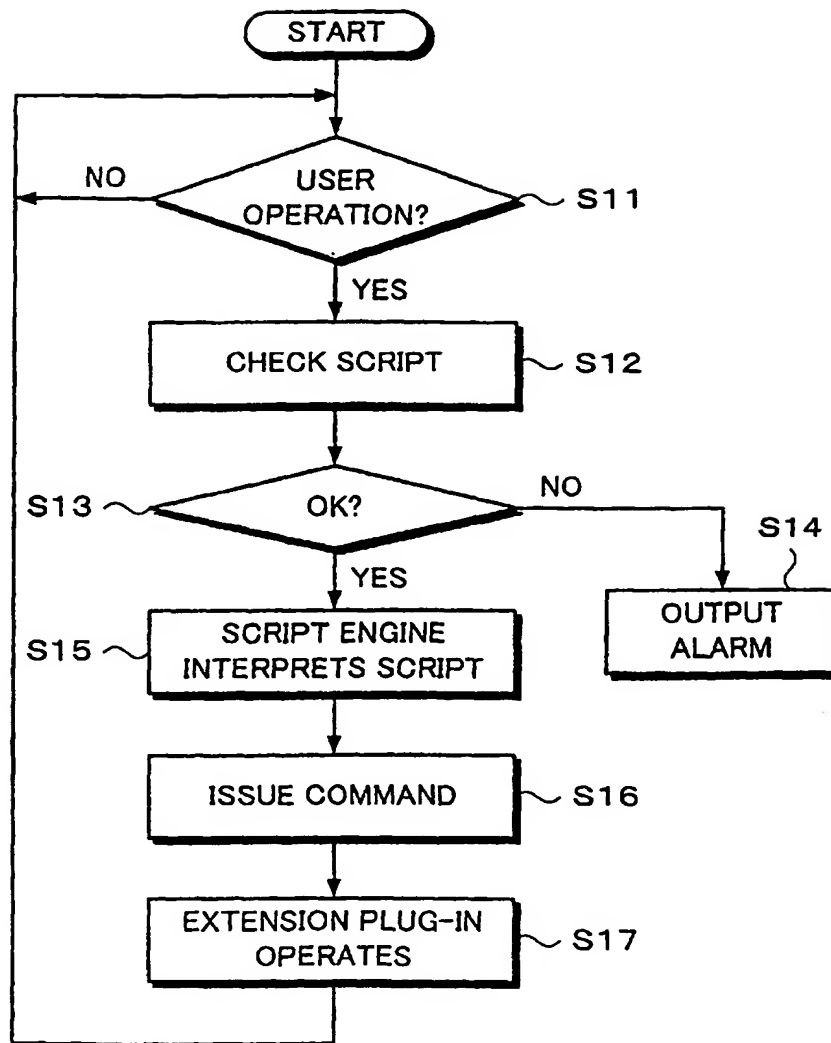 START
NO
USER
OPERATION?
S11
YES
CHECK SCRIPT
S12
S13
OK?
NO
S14
YES
OUTPUT
ALARM
S15
SCRIPT ENGINE
INTERPRETS SCRIPT
ISSUE COMMAND
S16
EXTENSION PLUG-IN
OPERATES
S17